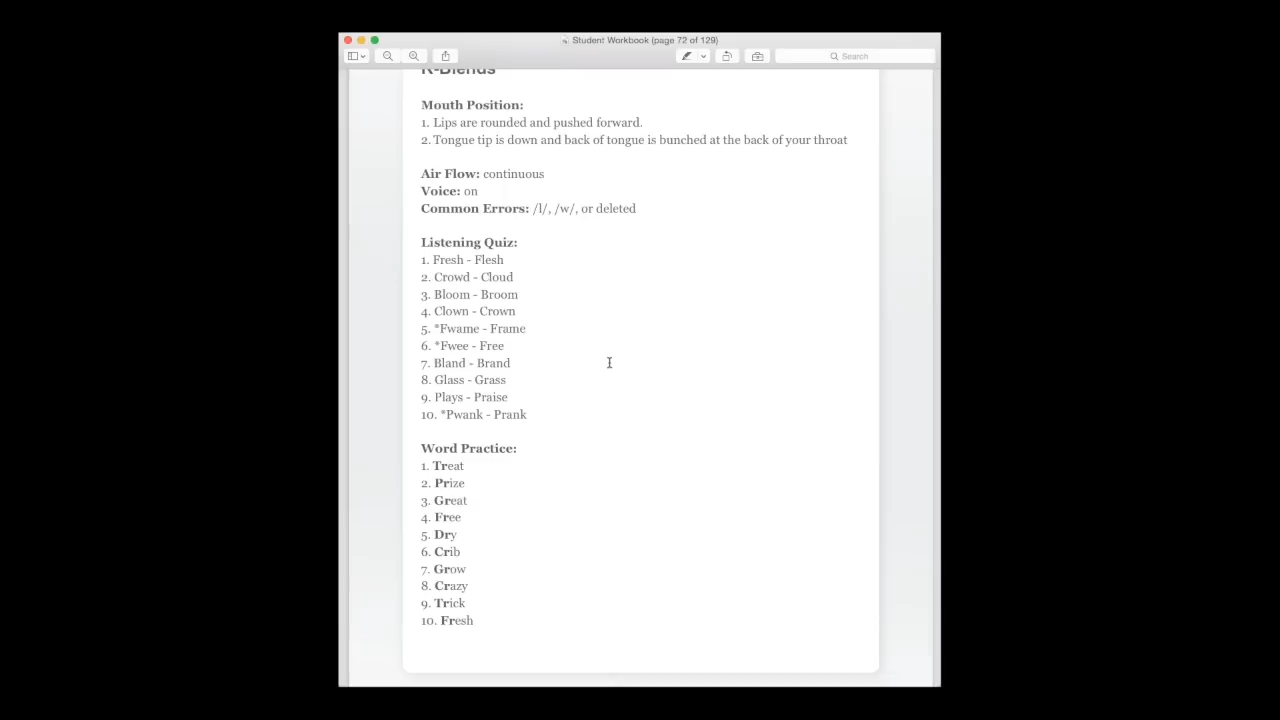 Student Workbook (page 72 of 129)
Search
R-Blends
Mouth Position:
1. Lips are rounded and pushed forward.
2. Tongue tip is down and back of tongue is bunched at the back of your throat
Air Flow: continuous
Voice: on
Common Errors: /l/, /w/, or deleted
Listening Quiz:
1. Fresh - Flesh
2. Crowd - Cloud
3. Bloom - Broom
4. Clown - Crown
5. *Fwame - Frame
6. *Fwee - Free
7. Bland - Brand
8. Glass - Grass
9. Plays - Praise
10. *Pwank - Prank
Word Practice:
1. Treat
2. Prize
3. Great
4. Free
5. Dry
6. Crib
7. Grow
8. Crazy
9. Trick
10. Fresh